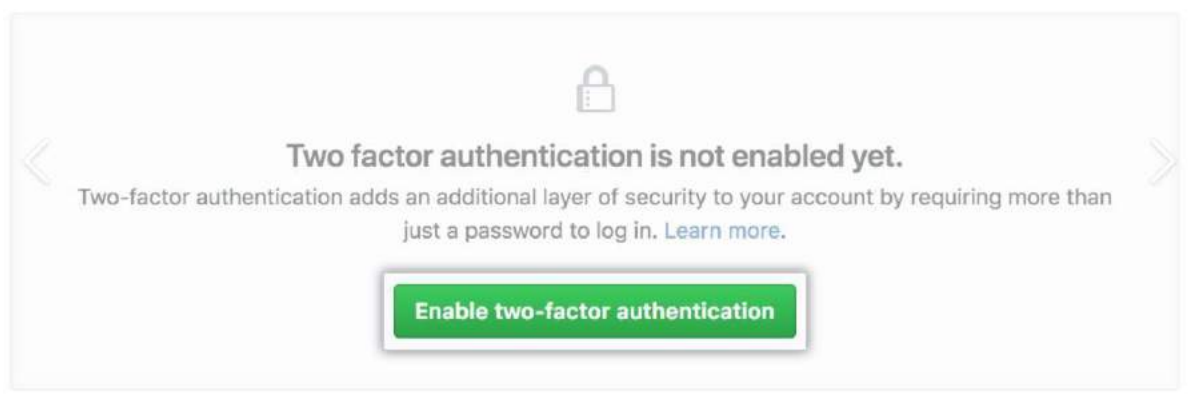 Two factor authentication is not enabled yet.
Two-factor authentication adds an additional layer of security to your account by requiring more than
just a password to log in. Learn more.
Enable two-factor authentication